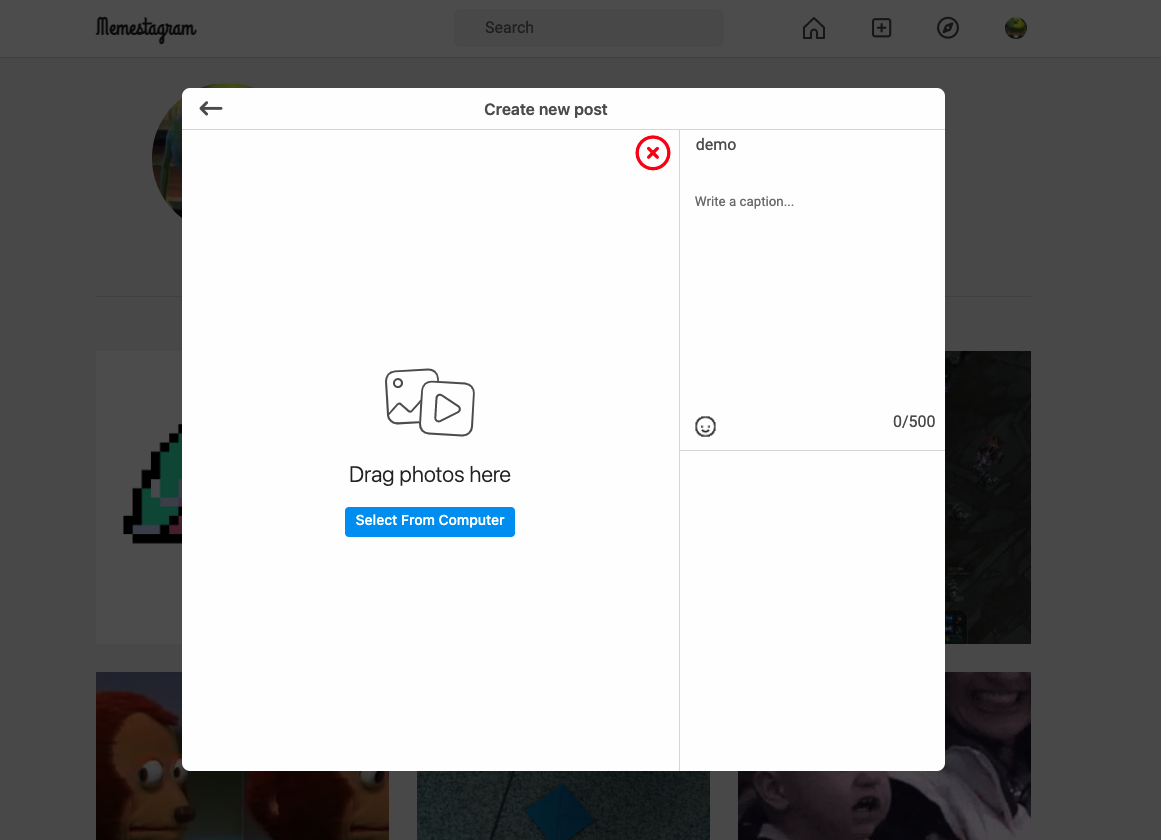 Memestagram
Search
Create new post
demo
Write a caption...
0/500
Drag photos here
Select From Computer